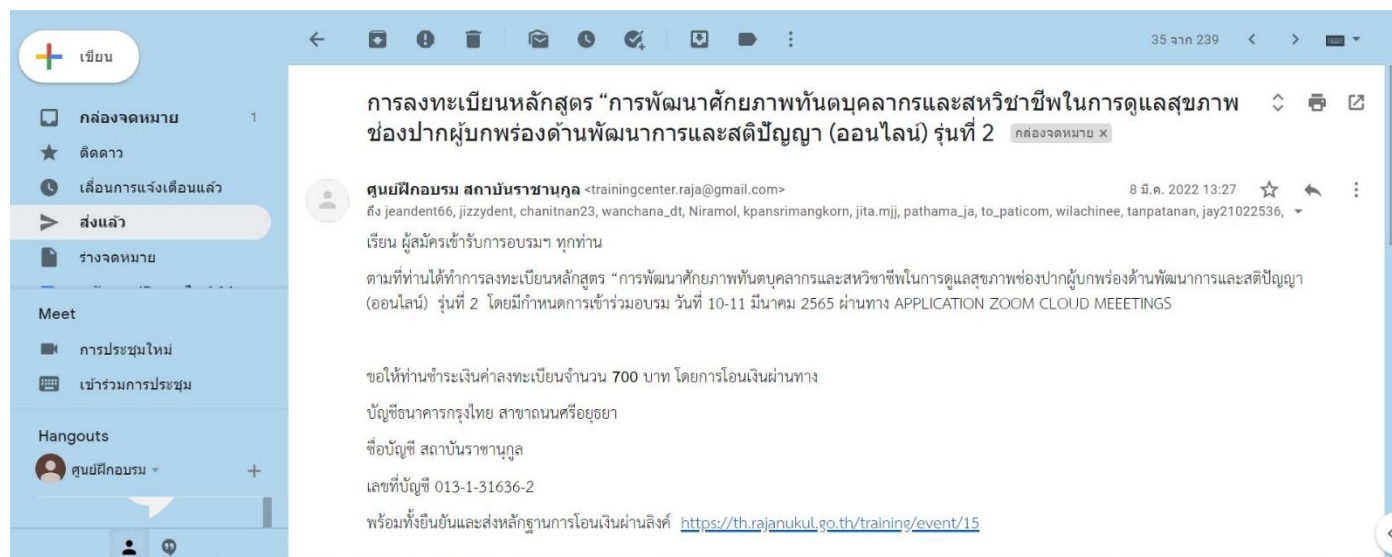 เขียน
35 จาก 239
กล่องจดหมาย 1
ติดดาว
เลื่อนการแจ้งเตือนแล้ว
ส่งแล้ว
ร่างจดหมาย
Meet
การประชุมใหม่
เข้าร่วมการประชุม
Hangouts
ศูนย์ฝึกอบรม
การลงทะเบียนหลักสูตร “การพัฒนาศักยภาพทันตบุคลากรและสหวิชาชีพในการดูแลสุขภาพ
ช่องปากผู้บกพร่องด้านพัฒนาการและสติปัญญา (ออนไลน์) รุ่นที่ 2 กล่องจดหมาย ×
ศูนย์ฝึกอบรม สถาบันราชานุกูล <trainingcenter.raja@gmail.com> 8 มี.ค. 2022 13:27
ถึง jeandent66, jizzydent, chanitnan23, wanchana_dt, Niramol, kpansrimangkorn, jita.mjj, pathama_ja, to_paticom, wilachinee, tanpatanan, jay21022536,
เรียน ผู้สมัครเข้ารับการอบรมฯ ทุกท่าน
ตามที่ท่านได้ทำการลงทะเบียนหลักสูตร “การพัฒนาศักยภาพทันตบุคลากรและสหวิชาชีพในการดูแลสุขภาพช่องปากผู้บกพร่องด้านพัฒนาการและสติปัญญา
(ออนไลน์) รุ่นที่ 2 โดยมีกำหนดการเข้าร่วมอบรม วันที่ 10-11 มีนาคม 2565 ผ่านทาง APPLICATION ZOOM CLOUD MEEETINGS
ขอให้ท่านชำระเงินค่าลงทะเบียนจำนวน 700 บาท โดยการโอนเงินผ่านทาง
บัญชีธนาคารกรุงไทย สาขาถนนศรีอยุธยา
ชื่อบัญชี สถาบันราชานุกูล
เลขที่บัญชี 013-1-31636-2
พร้อมทั้งยืนยันและส่งหลักฐานการโอนเงินผ่านลิงค์ https://th.rajanukul.go.th/training/event/15